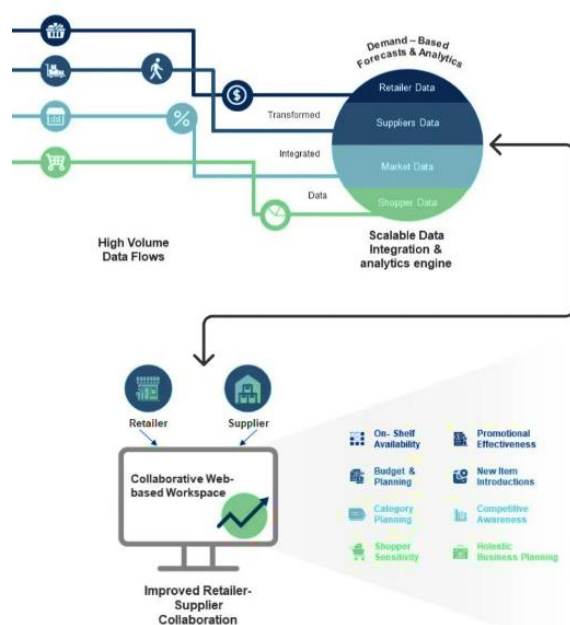 Demand – Based
Forecasts & Analytics
Retailer Data
Transformed
Suppliers Data
Integrated
Market Data
Data
Shopper Data
High Volume
Data Flows
Scalable Data
Integration &
analytics engine
Retailer
Supplier
Collaborative Web-
based Workspace
Improved Retailer-
Supplier
Collaboration
On- Shelf
Availability
Promotional
Effectiveness
Budget &
Planning
New Item
Introductions
Category
Planning
Competitive
Awareness
Shopper
Sensitivity
Holestic
Business Planning